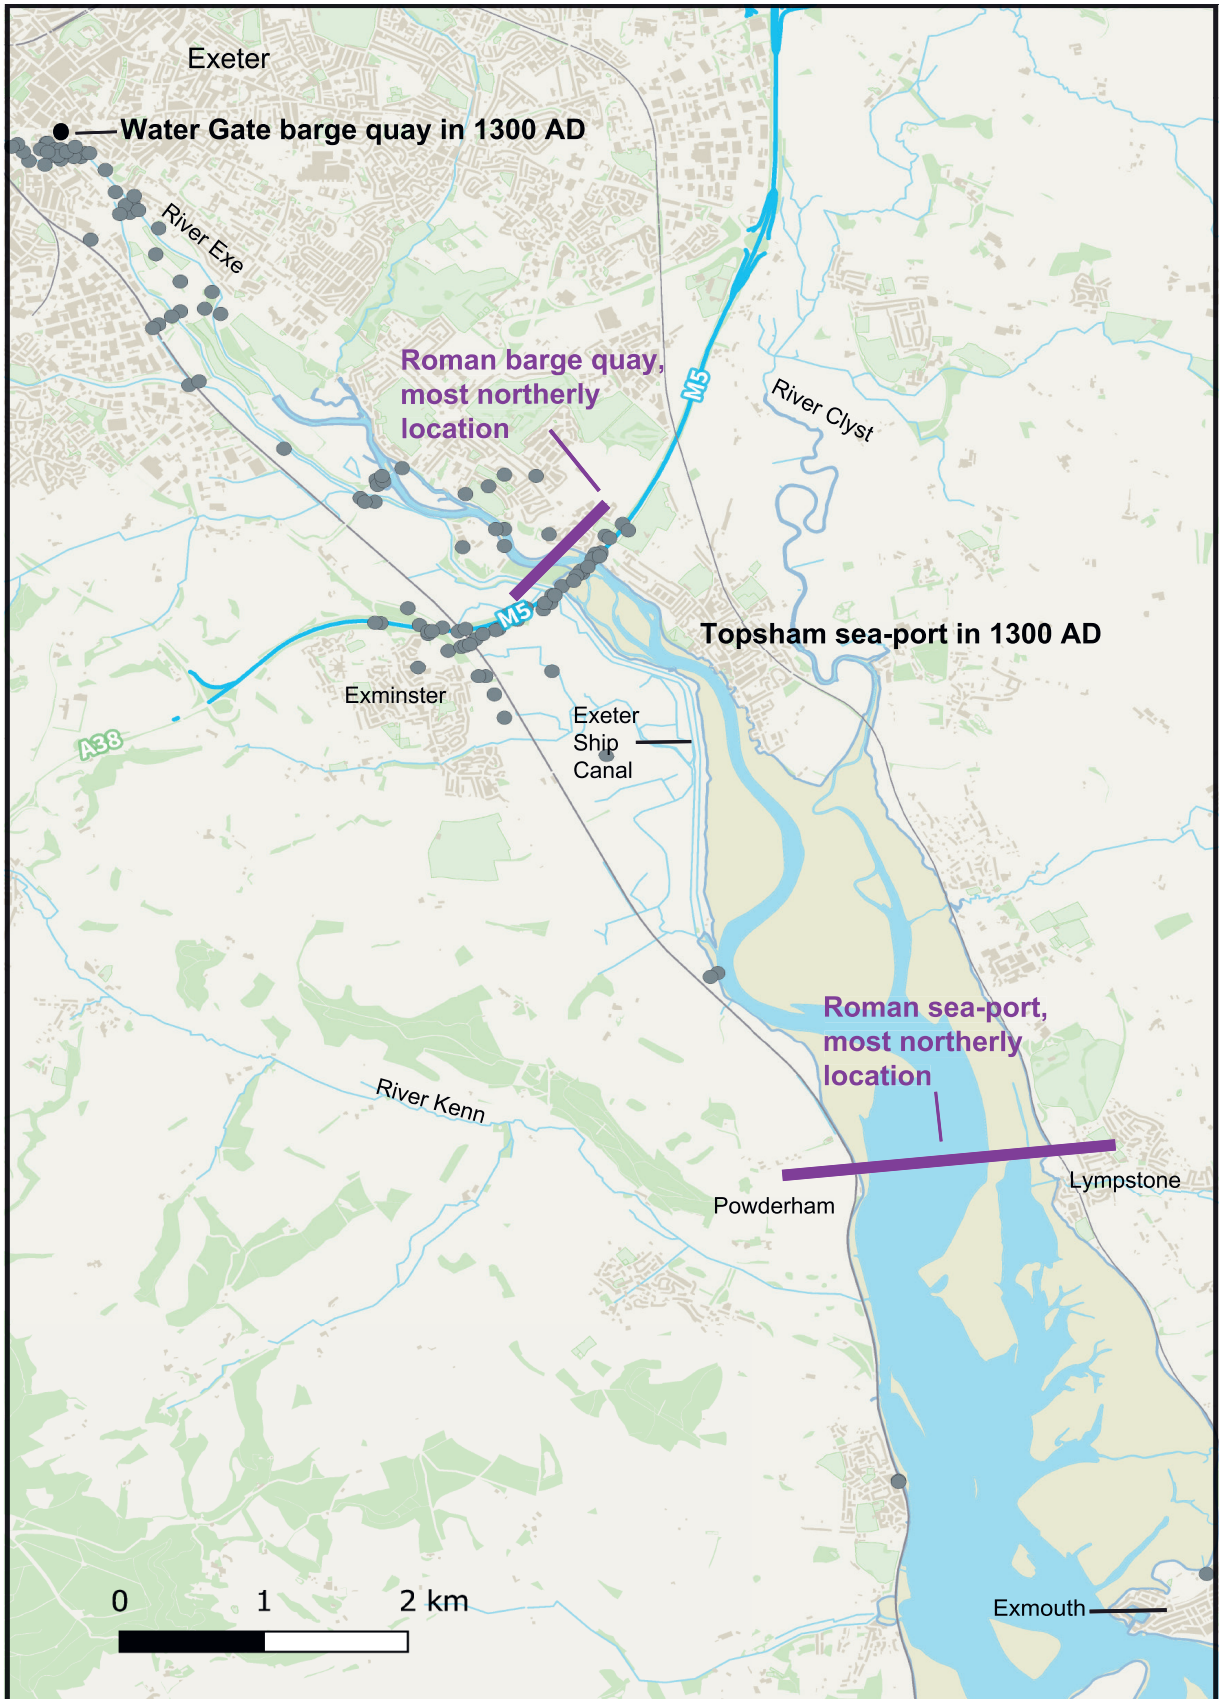 Exeter
Water Gate barge quay in 1300 AD
River Exe
Roman barge quay,
most northerly
location
M5
River Clyst
M5
Topsham sea-port in 1300 AD
Exminster
Exeter
Ship
Canal
A38
Roman sea-port,
most northerly
location
River Kenn
Lympstone
Powderham
0 1 2 km
Exmouth